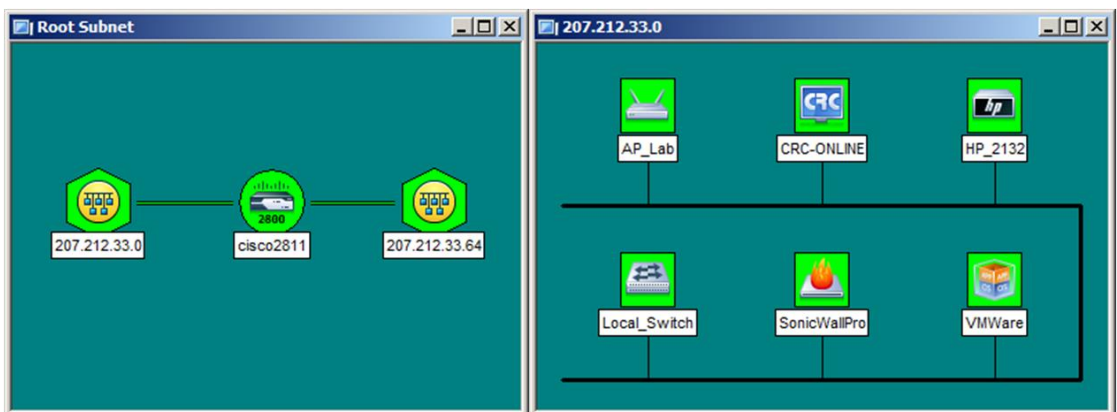 Root Subnet
2800
207.212.33.0
cisco2811
207.212.33.64
207.212.33.0
CRC
hp
AP_Lab
CRC-ONLINE
HP_2132
Local_Switch
SonicWallPro
VMWare